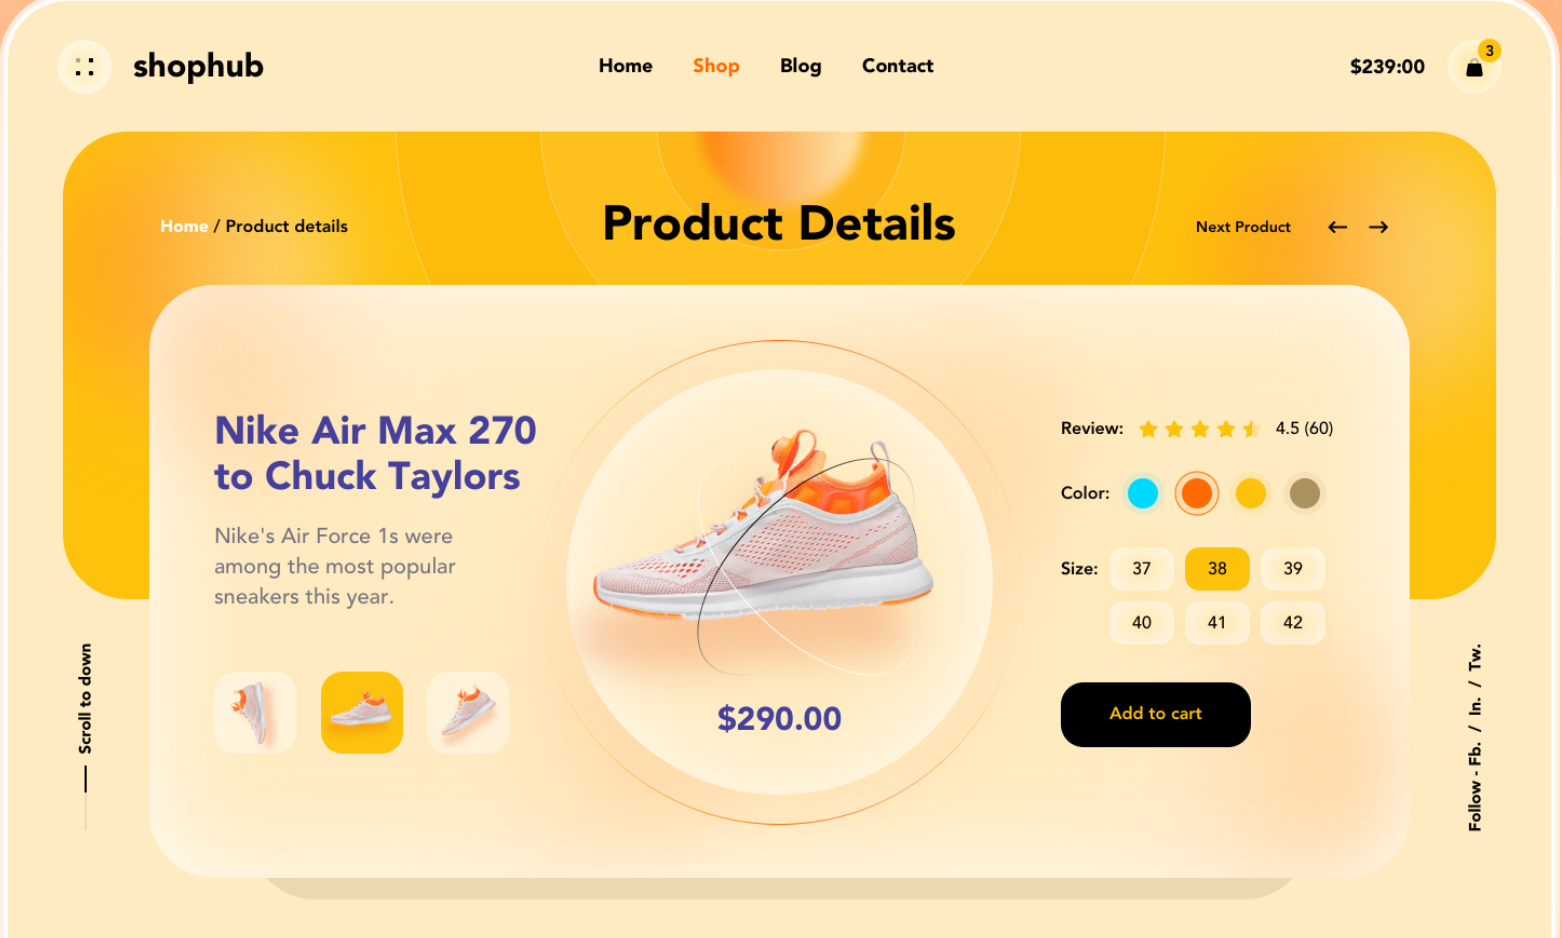 shophub
Home
Shop
Blog
Contact
$239:00
3
Home / Product details
Product Details
Next Product
Nike Air Max 270
to Chuck Taylors
Nike's Air Force 1s were
among the most popular
sneakers this year.
$290.00
Review:
4.5 (60)
Color:
Size:
37
38
39
40
41
42
Add to cart
Scroll to down
Follow - Fb. / In. / Tw.